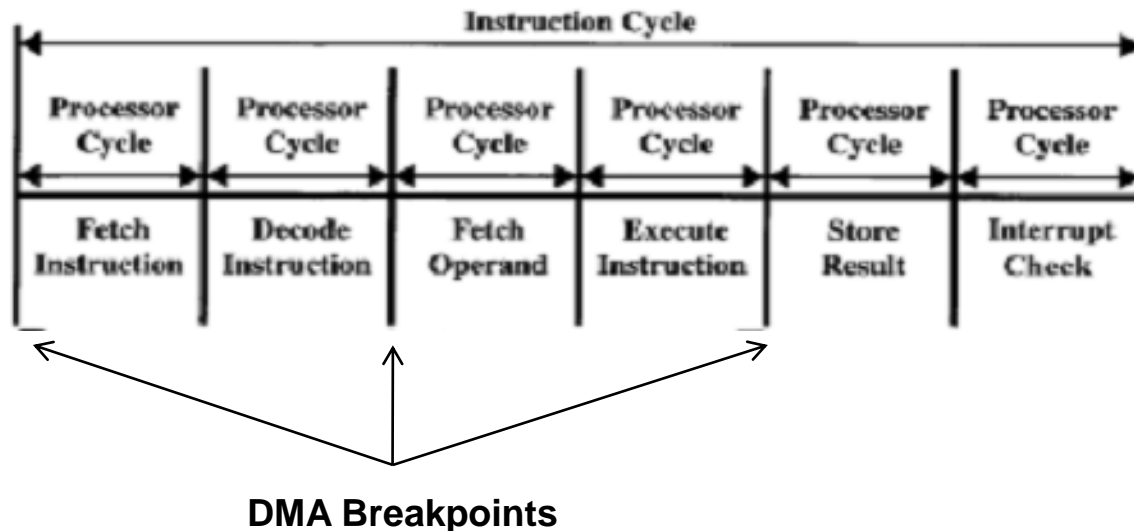 Instruction Cycle
Processor Processor Processor Processor Processor Processor
Cycle Cycle Cycle Cycle Cycle Cycle
Fetch Decode Fetch Execute Store Interrupt
Instruction Instruction Operand Instruction Result Check
DMA Breakpoints